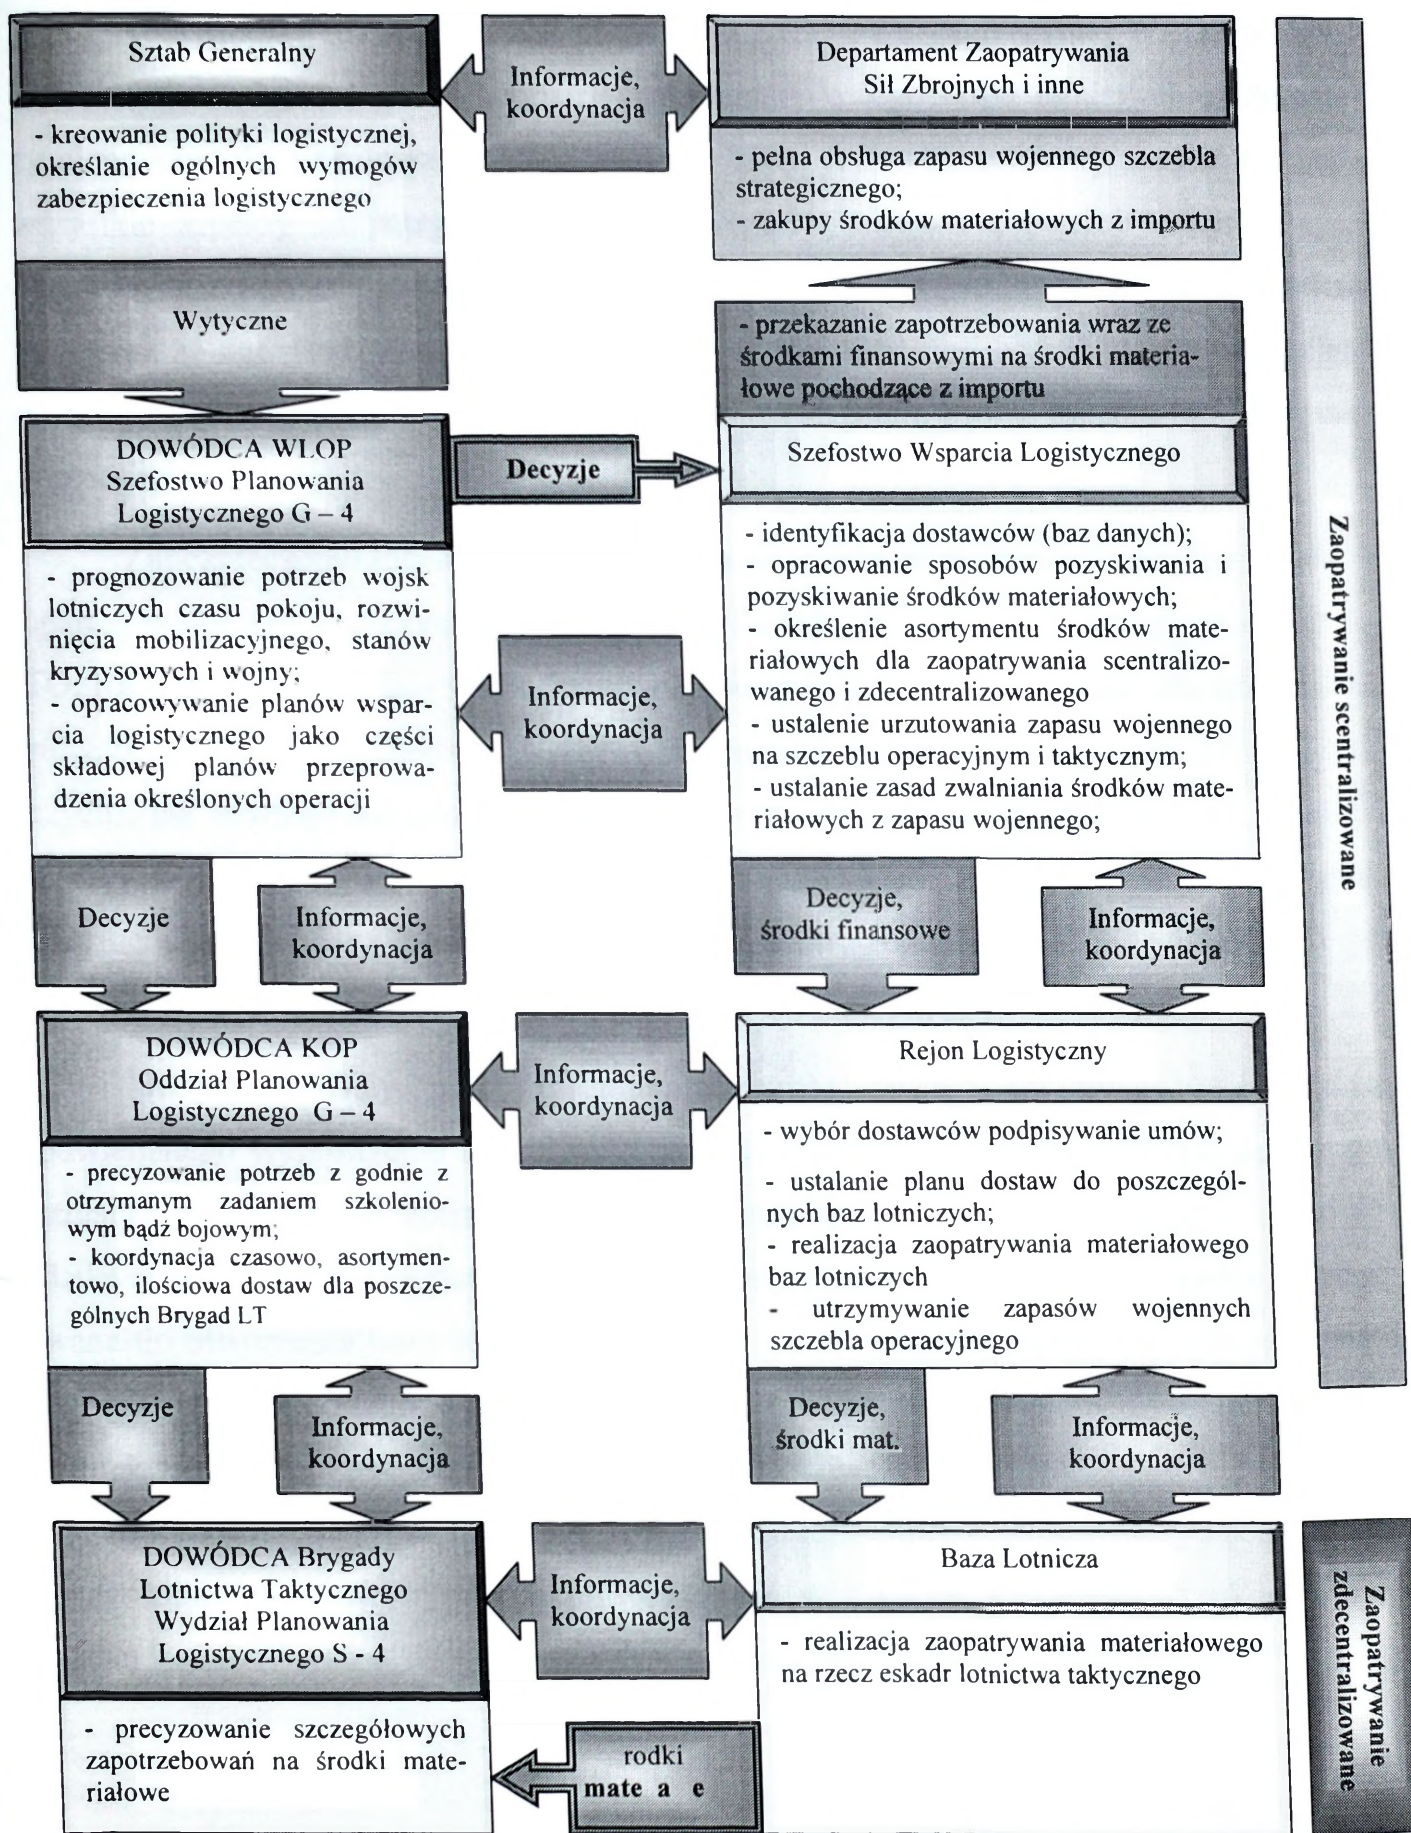 Sztab Generalny
- kreowanie polityki logistycznej,
określanie ogólnych wymogów
zabezpieczenia logistycznego
Informacje,
koordynacja
Departament Zaopatrywania
Sił Zbrojnych i inne
- pełna obsługa zapasu wojennego szczebla
strategicznego;
- zakupy środków materiałowych z importu
Wytyczne
- przekazanie zapotrzebowania wraz ze
środkami finansowymi na środki materia-
łowe pochodzące z importu
DOWÓDCA WLOP
Szefostwo Planowania
Logistycznego G – 4
- prognozowanie potrzeb wojsk
lotniczych czasu pokoju, rozwi-
nięcia mobilizacyjnego, stanów
kryzysowych i wojny;
- opracowywanie planów wspar-
cia logistycznego jako części
składowej planów przeprowa-
dzenia określonych operacji
Decyzje
Informacje,
koordynacja
Szefostwo Wsparcia Logistycznego
- identyfikacja dostawców (baz danych);
- opracowanie sposobów pozyskiwania i
pozyskiwanie środków materiałowych;
- określenie asortymentu środków mate-
riałowych dla zaopatrywania scentralizo-
wanego i zdecentralizowanego
- ustalenie urzutowania zapasu wojennego
na szczeblu operacyjnym i taktycznym;
- ustalanie zasad zwalniania środków mate-
riałowych z zapasu wojennego;
Zaopatrywanie scentralizowane
Decyzje
Informacje,
koordynacja
Decyzje,
środki finansowe
Informacje,
koordynacja
DOWÓDCA KOP
Oddział Planowania
Logistycznego G – 4
- precyzowanie potrzeb z godnie z
otrzymanym zadaniem szkolenio-
wym bądź bojowym;
- koordynacja czasowo, asortymen-
towo, ilościowa dostaw dla poszcze-
gólnych Brygad LT
Informacje,
koordynacja
Rejon Logistyczny
- wybór dostawców podpisywanie umów;
- ustalanie planu dostaw do poszczegól-
nych baz lotniczych;
- realizacja zaopatrywania materiałowego
baz lotniczych
- utrzymywanie zapasów wojennych
szczebla operacyjnego
Decyzje
Informacje,
koordynacja
Decyzje,
środki mat.
Informacje,
koordynacja
DOWÓDCA Brygady
Lotnictwa Taktycznego
Wydział Planowania
Logistycznego S - 4
- precyzowanie szczegółowych
zapotrzebowań na środki mate-
riałowe
Informacje,
koordynacja
rodki
mate a e
Baza Lotnicza
- realizacja zaopatrywania materiałowego
na rzecz eskadr lotnictwa taktycznego
Zaopatrywanie
zdecentralizowane